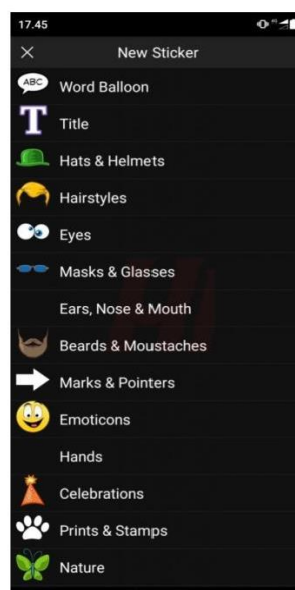 17.45
New Sticker
ABC
Word Balloon
T
Title
Hats & Helmets
Hairstyles
Eyes
Masks & Glasses
Ears, Nose & Mouth
Beards & Moustaches
Marks & Pointers
Emoticons
Hands
Celebrations
Prints & Stamps
Nature